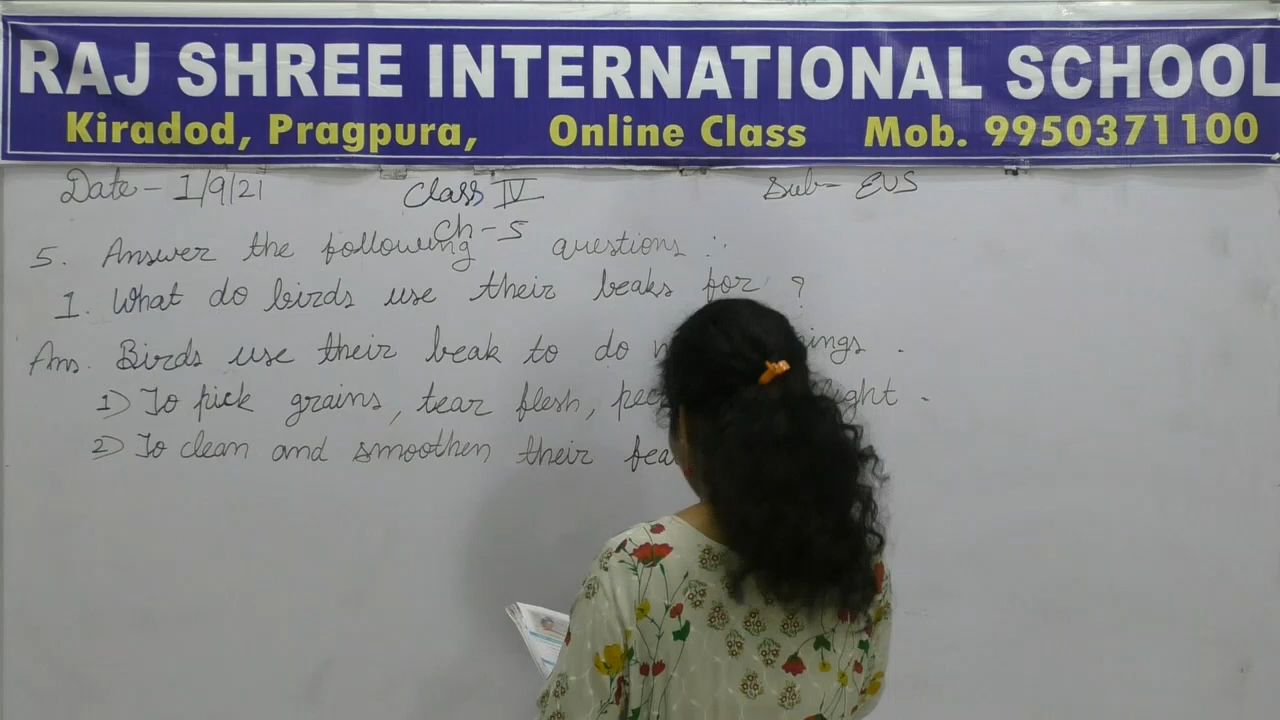 RAJ SHREE INTERNATIONAL SCHOOL
Kiradod, Pragpura, Online Class Mob. 9950371100
Date - 1/9/21 Class IV Sub- EVS
Ch - 5
5. Answer the following questions :.
1. What do birds use their beaks for ?
Ans. Birds use their beak to do .
1) To pick grains, tear flesh, .
2) To clean and smoothen their